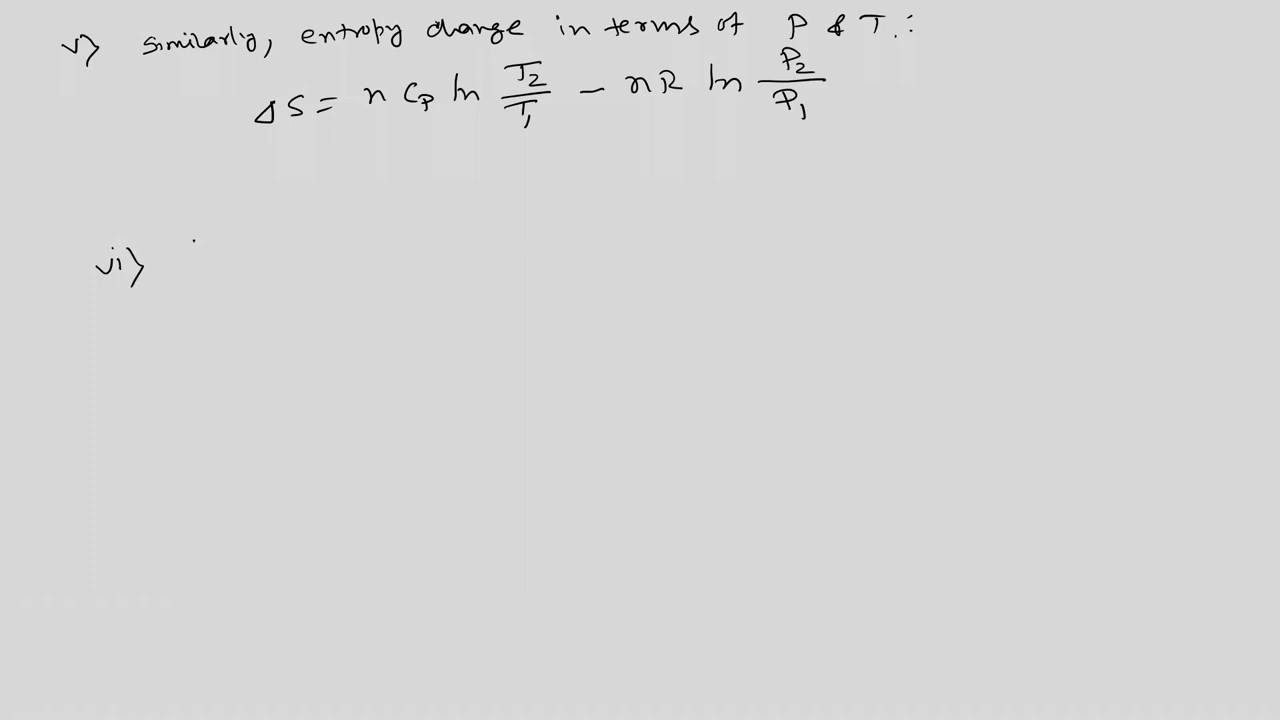 v) Similarly, entropy change in terms of P & T.:
ΔS = n Cp ln T2/T1 - nR ln P2/P1
vi)